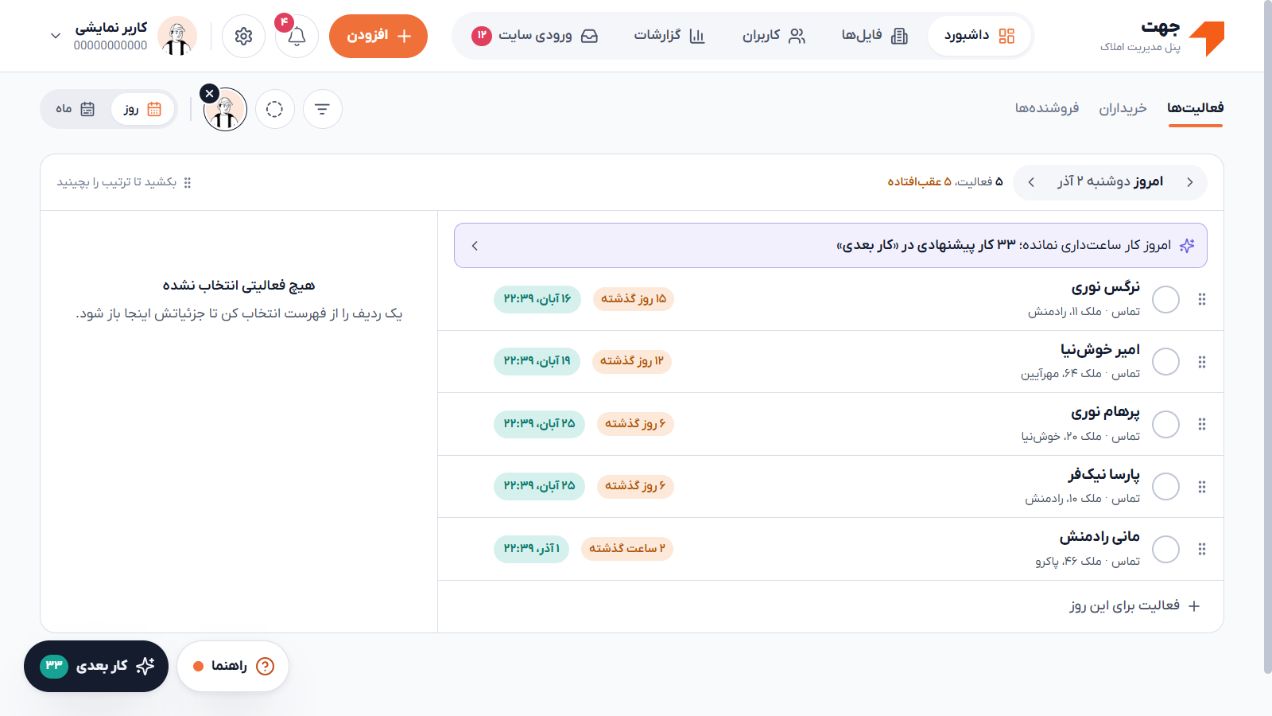 جهت
پنل مدیریت املاک
داشبورد
فایل‌ها
کاربران
گزارشات
ورودی سایت ۱۲
افزودن
۴
کاربر نمایشی
00000000000
فعالیت‌ها
خریداران
فروشنده‌ها
روز
ماه
امروز دوشنبه ۲ آذر
۵ فعالیت، ۵ عقب‌افتاده
بکشید تا ترتیب را بچینید
امروز کار ساعت‌داری نمانده؛ ۳۳ کار پیشنهادی در «کار بعدی»
نرگس نوری
تماس · ملک ۱۱، رادمنش
۱۵ روز گذشته
۱۶ آبان، ۲۲:۳۹
امیر خوش‌نیا
تماس · ملک ۶۴، مهرآیین
۱۲ روز گذشته
۱۹ آبان، ۲۲:۳۹
پرهام نوری
تماس · ملک ۲۰، خوش‌نیا
۶ روز گذشته
۲۵ آبان، ۲۲:۳۹
پارسا نیک‌فر
تماس · ملک ۱۰، رادمنش
۶ روز گذشته
۲۵ آبان، ۲۲:۳۹
مانی رادمنش
تماس · ملک ۴۶، پاکرو
۲ ساعت گذشته
۱ آذر، ۲۲:۳۹
فعالیت برای این روز
هیچ فعالیتی انتخاب نشده
یک ردیف را از فهرست انتخاب کن تا جزئیاتش اینجا باز شود.
راهنما
کار بعدی ۳۳